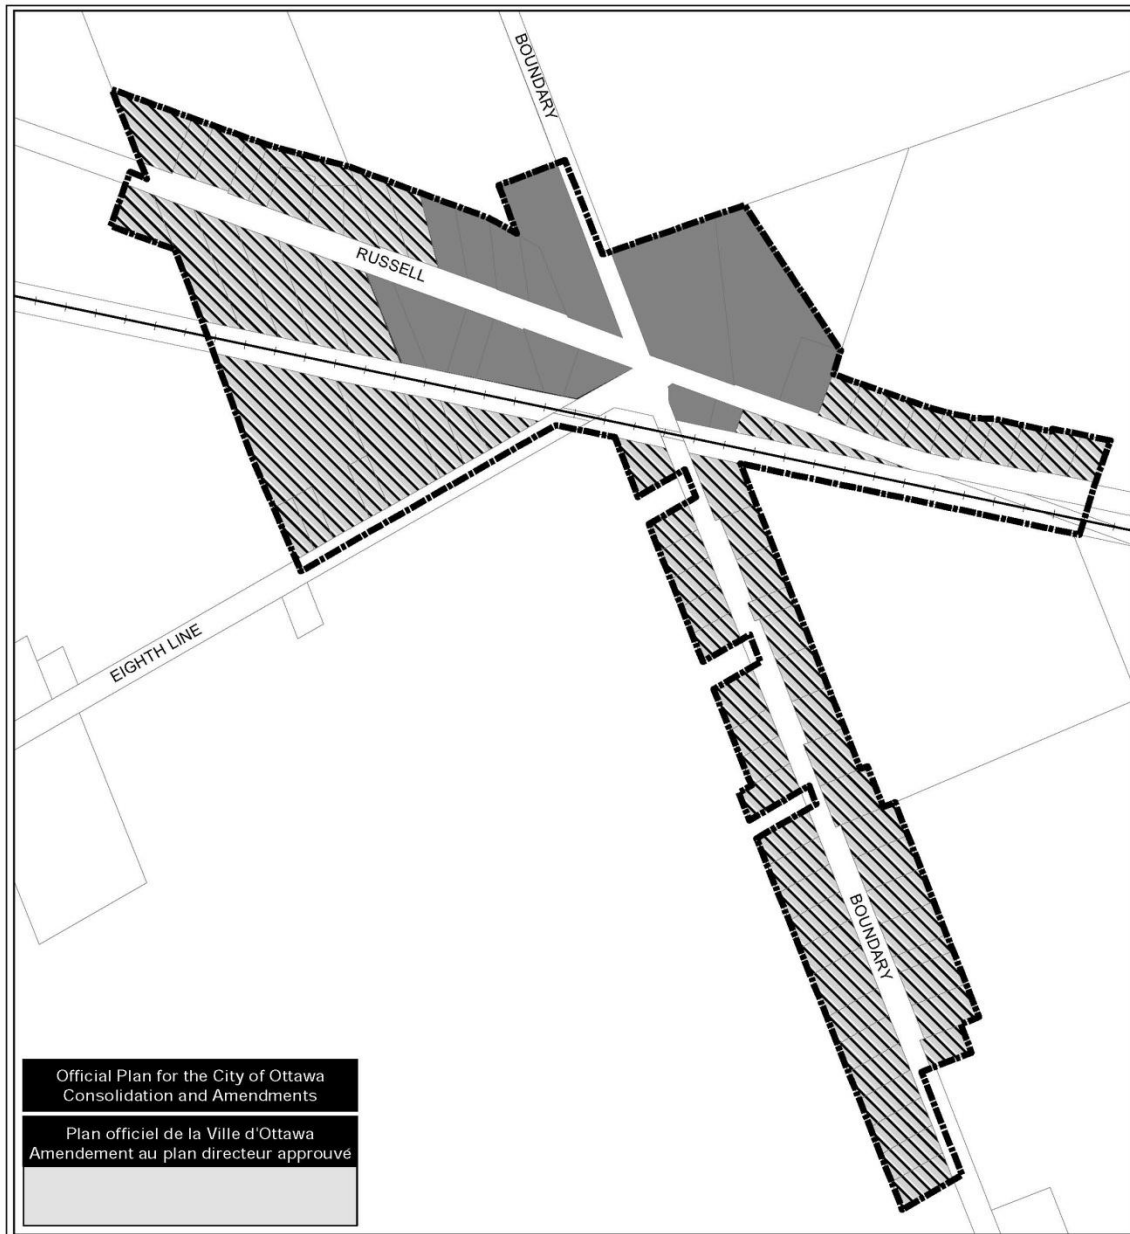 BOUNDARY
RUSSELL
EIGHTH LINE
BOUNDARY
Official Plan for the City of Ottawa
Consolidation and Amendments
Plan officiel de la Ville d'Ottawa
Amendement au plan directeur approuvé